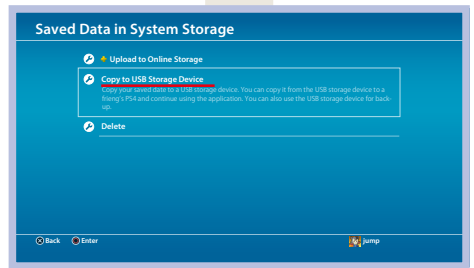 Saved Data in System Storage
Upload to Online Storage
Copy to USB Storage Device
Copy your saved date to a USB storage device. You can copy it from the USB storage device to a
frieng's PS4 and continue using the application. You can also use the USB storage device for back-
up.
Delete
Back Enter jump